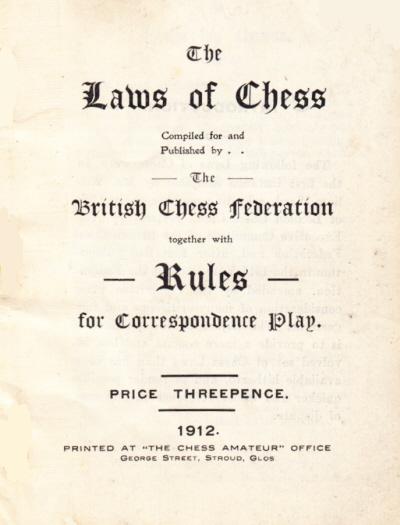 The
Laws of Chess
Compiled for and
Published by . .
— The —
British Chess Federation
together with
— Rules —
for Correspondence Play.
PRICE THREEPENCE.
1912.
PRINTED AT "THE CHESS AMATEUR" OFFICE
GEORGE STREET, STROUD, GLOS